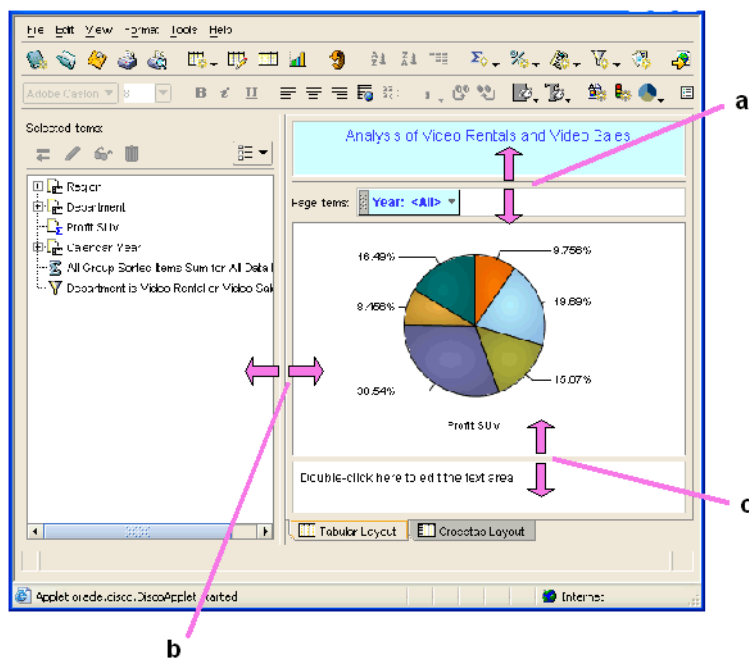 File Edit View Format Tools Help
Adobe Caslon 8 B i U
Selected items:
Region
Department
Profit SUM
Calendar Year
All Group Sorted Items Sum for All Data I
Department is Video Rental or Video Sal
Analysis of Video Rentals and Video Sales
Page Items: Year: <All>
16.49%
9.756%
19.69%
9.456%
30.54%
15.07%
Profit SUM
Double-click here to edit the text area
Tabular Layout Crosstab Layout
Applet oracle.disco.DiscoApplet started
Internet
a
b
c